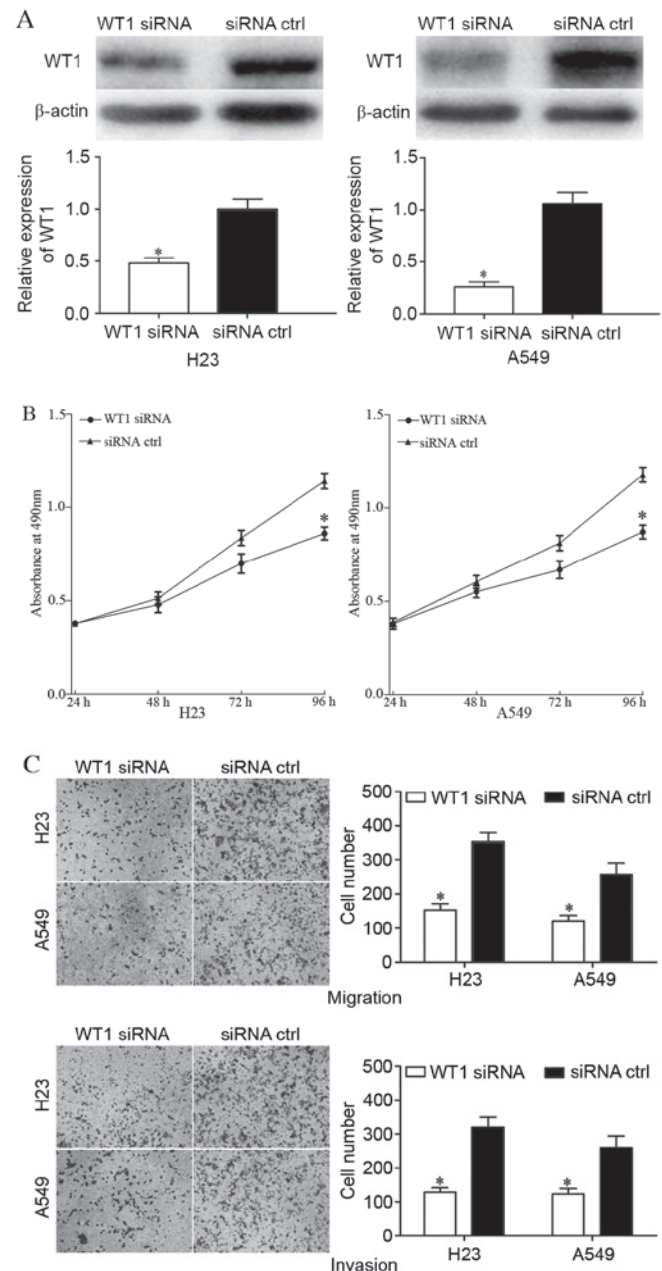 A
WT1 siRNA siRNA ctrl
WT1
β-actin
Relative expression
of WT1
1.5
1.0
0.5
0.0
*
WT1 siRNA siRNA ctrl
H23
WT1 siRNA siRNA ctrl
WT1
β-actin
Relative expression
of WT1
1.5
1.0
0.5
0.0
*
WT1 siRNA siRNA ctrl
A549
B
Absorbance at 490nm
1.5
1.0
0.5
0.0
WT1 siRNA
siRNA ctrl
*
24 h 48 h 72 h 96 h
H23
Absorbance at 490nm
1.5
1.0
0.5
0.0
WT1 siRNA
siRNA ctrl
*
24 h 48 h 72 h 96 h
A549
C
WT1 siRNA siRNA ctrl
H23
A549
Cell number
500
400
300
200
100
0
WT1 siRNA siRNA ctrl
* *
H23 A549
Migration
WT1 siRNA siRNA ctrl
H23
A549
Cell number
500
400
300
200
100
0
WT1 siRNA siRNA ctrl
* *
H23 A549
Invasion